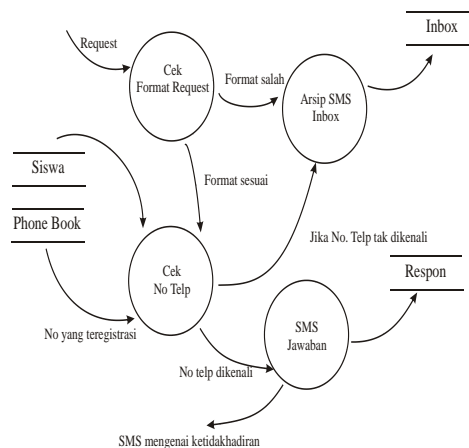 Inbox
Request
Cek
Format Request
Format salah
Arsip SMS
Inbox
Siswa
Format sesuai
Phone Book
Jika No. Telp tak dikenali
Cek
No Telp
Respon
No yang teregistrasi
SMS
Jawaban
No telp dikenali
SMS mengenai ketidakhadiran